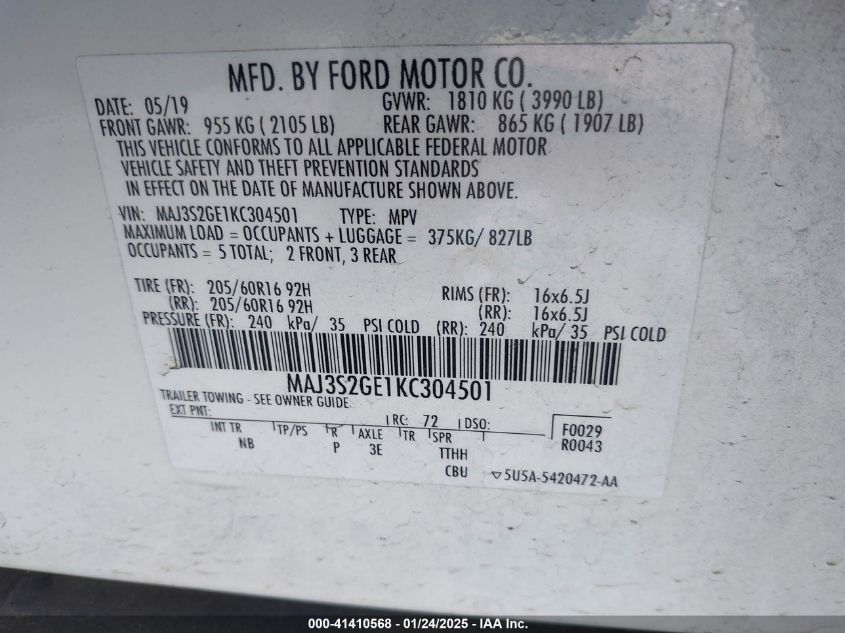 MFD. BY FORD MOTOR CO.
DATE: 05/19 GVWR: 1810 KG ( 3990 LB)
FRONT GAWR: 955 KG ( 2105 LB) REAR GAWR: 865 KG ( 1907 LB)
THIS VEHICLE CONFORMS TO ALL APPLICABLE FEDERAL MOTOR
VEHICLE SAFETY AND THEFT PREVENTION STANDARDS
IN EFFECT ON THE DATE OF MANUFACTURE SHOWN ABOVE.
VIN: MAJ3S2GE1KC304501 TYPE: MPV
MAXIMUM LOAD = OCCUPANTS + LUGGAGE = 375KG/ 827LB
OCCUPANTS = 5 TOTAL; 2 FRONT, 3 REAR
TIRE (FR): 205/60R16 92H RIMS (FR): 16x6.5J
(RR): 205/60R16 92H (RR): 16x6.5J
PRESSURE (FR): 240 kPa/ 35 PSI COLD (RR): 240 kPa/ 35 PSI COLD
MAJ3S2GE1KC304501
TRAILER TOWING - SEE OWNER GUIDE
EXT PNT: RC: 72 DSO: F0029
INT TR TP/PS R AXLE TR SPR R0043
NB P 3E TTHH
CBU ▽5U5A-5420472-AA
000-41410568 — 01/24/2025 — IAA Inc.